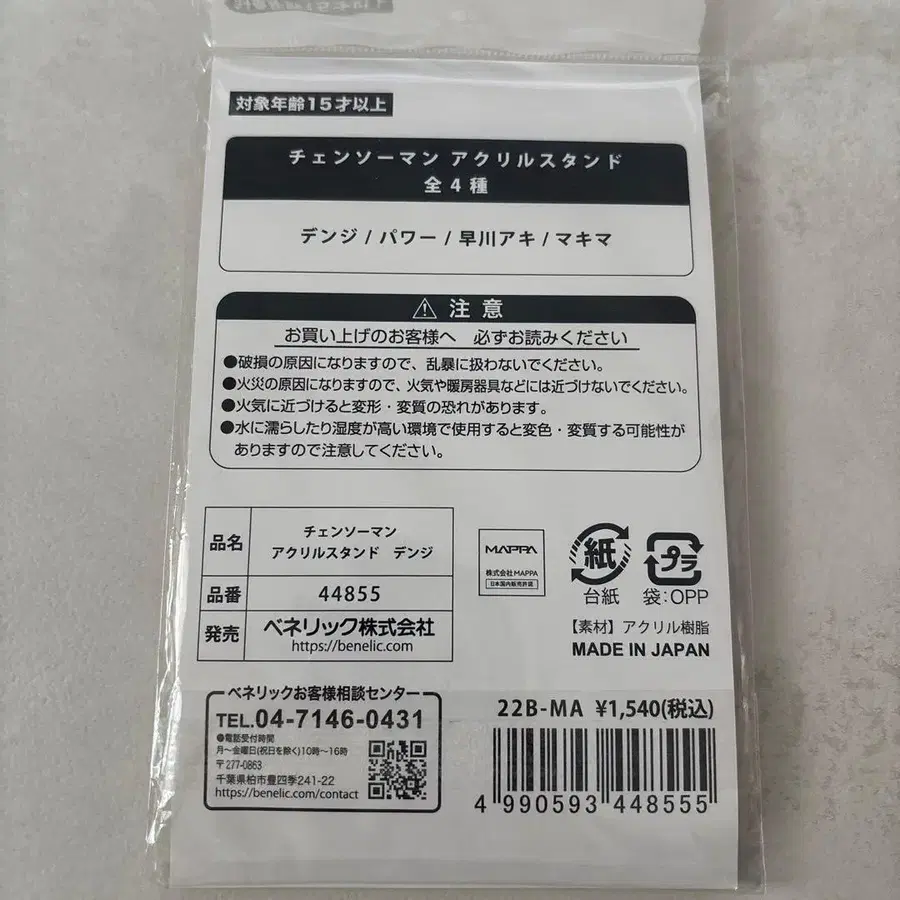 対象年齢15才以上
チェンソーマン アクリルスタンド
全4種
デンジ / パワー / 早川アキ / マキマ
注意
お買い上げのお客様へ 必ずお読みください
●破損の原因になりますので、乱暴に扱わないでください。
●火災の原因になりますので、火気や暖房器具などには近づけないでください。
●火気に近づけると変形・変質の恐れがあります。
●水に濡らしたり湿度が高い環境で使用すると変色・変質する可能性が
ありますので注意してください。
品名
チェンソーマン
アクリルスタンド デンジ
品番
44855
発売
ベネリック株式会社
https://benelic.com
MAPPA
株式会社MAPPA
日本国内販売許諾
紙
台紙
プラ
袋:OPP
【素材】アクリル樹脂
MADE IN JAPAN
ベネリックお客様相談センター
TEL.04-7146-0431
●電話受付時間
月~金曜日(祝日を除く)10時~16時
〒277-0863
千葉県柏市豊四季241-22
https://benelic.com/contact
22B-MA ¥1,540(税込)
4 990593 448555